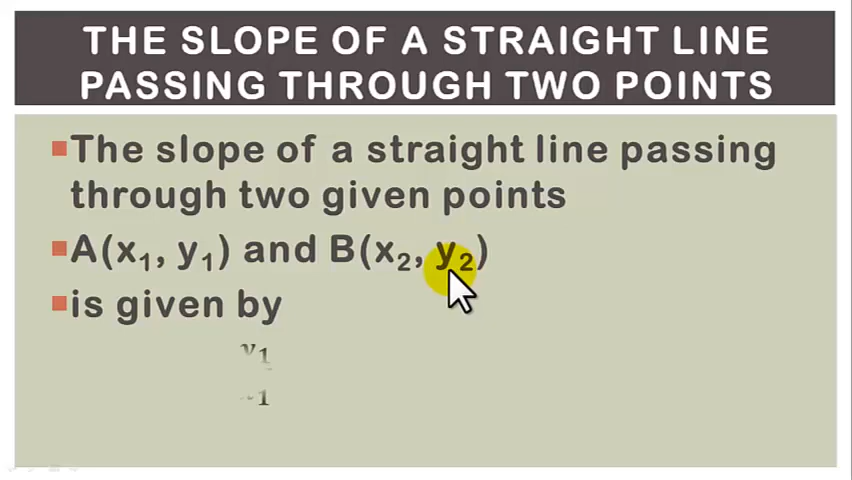 THE SLOPE OF A STRAIGHT LINE
PASSING THROUGH TWO POINTS
The slope of a straight line passing
through two given points
A(x₁, y₁) and B(x₂, y₂)
is given by
y₁